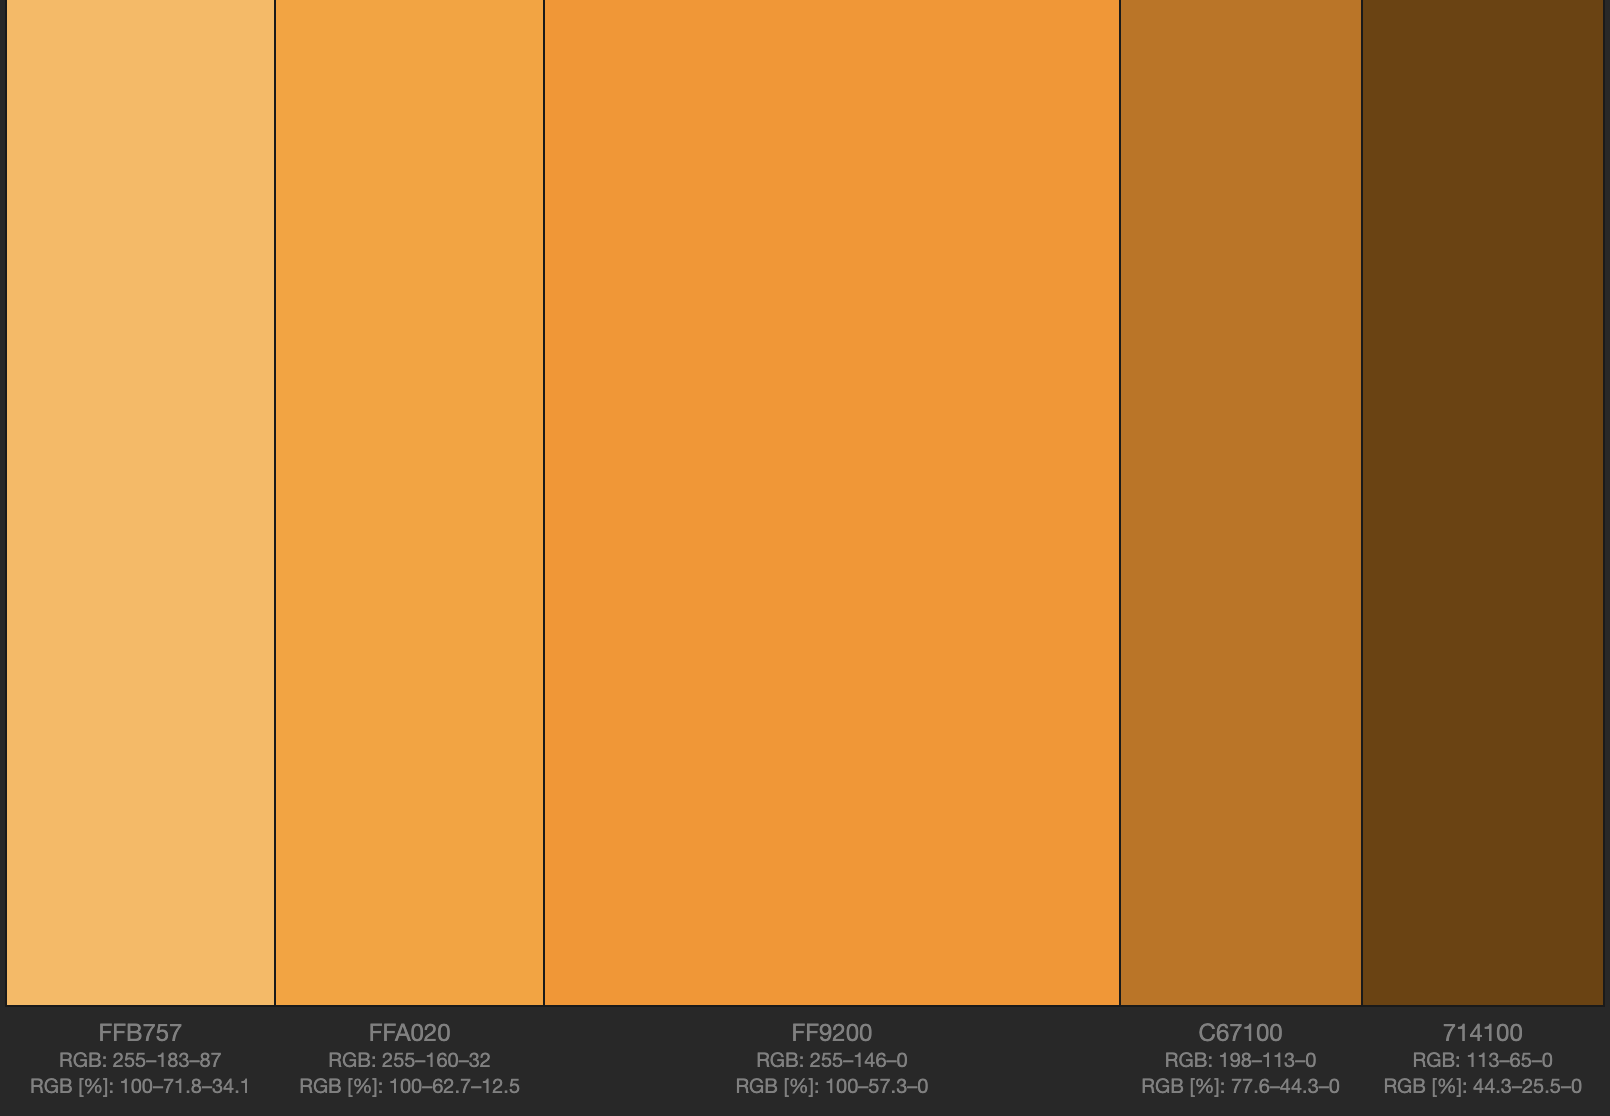 FFB757
RGB: 255–183–87
RGB [%]: 100–71.8–34.1
FFA020
RGB: 255–160–32
RGB [%]: 100–62.7–12.5
FF9200
RGB: 255–146–0
RGB [%]: 100–57.3–0
C67100
RGB: 198–113–0
RGB [%]: 77.6–44.3–0
714100
RGB: 113–65–0
RGB [%]: 44.3–25.5–0